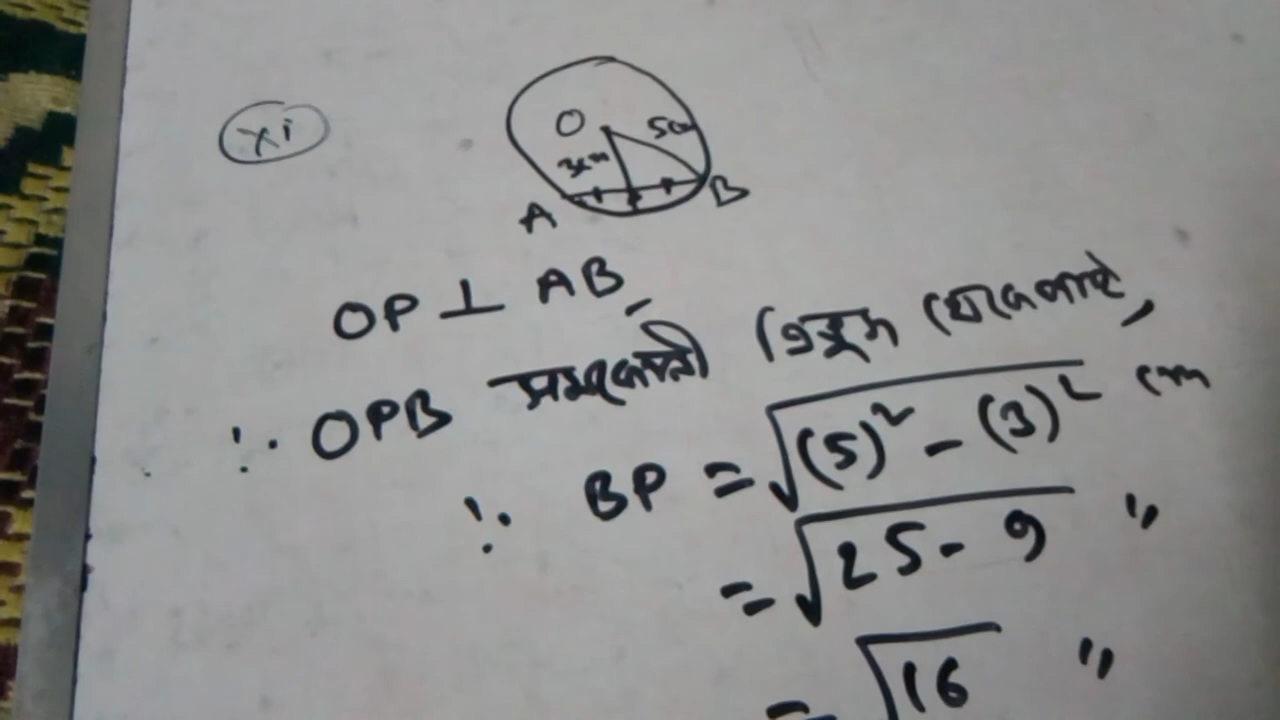 xi
O
5cm
3cm
A
B
OP ⊥ AB,
∴ OPB সমকোনী ত্রিভুজ থেকে পাই,
∴ BP = √(5)² - (3)² cm
= √25 - 9 "
= √16 "